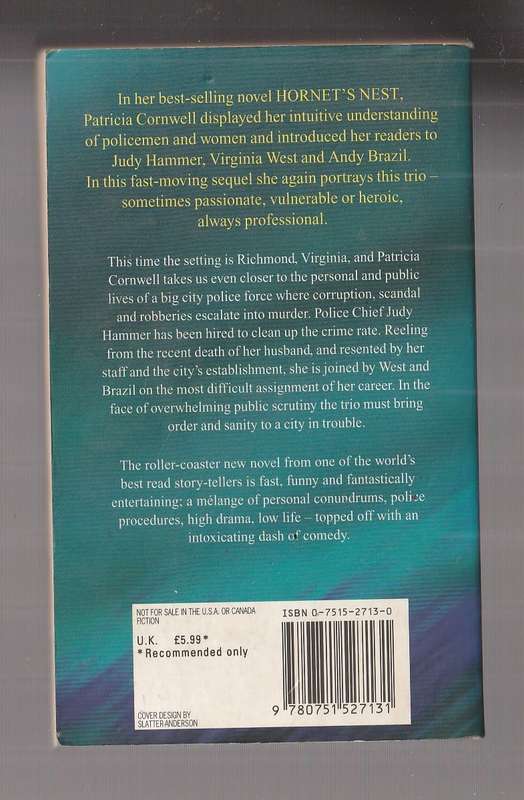 In her best-selling novel HORNET'S NEST,
Patricia Cornwell displayed her intuitive understanding
of policemen and women and introduced her readers to
Judy Hammer, Virginia West and Andy Brazil.
In this fast-moving sequel she again portrays this trio –
sometimes passionate, vulnerable or heroic,
always professional.
This time the setting is Richmond, Virginia, and Patricia
Cornwell takes us even closer to the personal and public
lives of a big city police force where corruption, scandal
and robberies escalate into murder. Police Chief Judy
Hammer has been hired to clean up the crime rate. Reeling
from the recent death of her husband, and resented by her
staff and the city's establishment, she is joined by West and
Brazil on the most difficult assignment of her career. In the
face of overwhelming public scrutiny the trio must bring
order and sanity to a city in trouble.
The roller-coaster new novel from one of the world's
best read story-tellers is fast, funny and fantastically
entertaining; a mélange of personal conundrums, police
procedures, high drama, low life – topped off with an
intoxicating dash of comedy.
NOT FOR SALE IN THE U.S.A. OR CANADA
FICTION
U.K. £5.99*
*Recommended only
COVER DESIGN BY
SLATTER-ANDERSON
ISBN 0-7515-2713-0
9 780751 527131